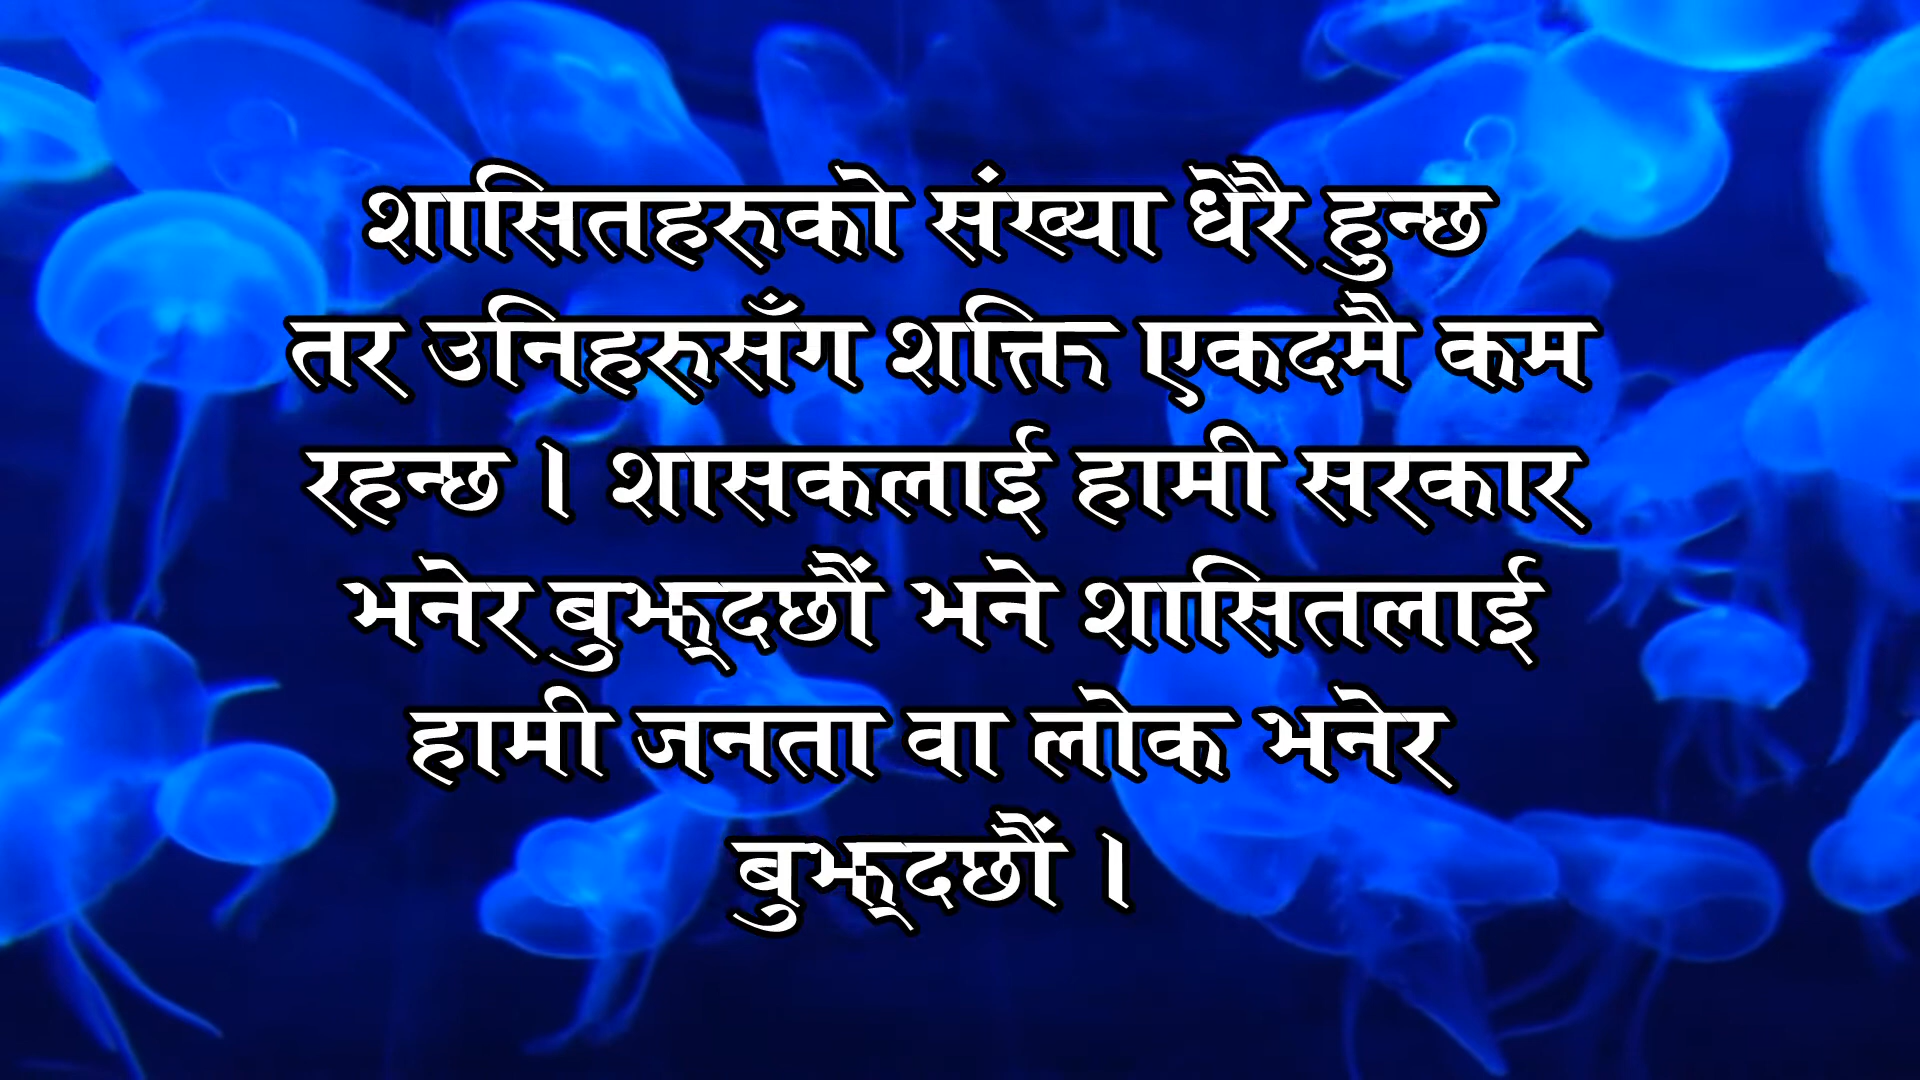 शासितहरुको संख्या धेरै हुन्छ
तर उनिहरुसँग शक्ति एकदमै कम
रहन्छ । शासकलाई हामी सरकार
भनेर बुझ्दछौं भने शासितलाई
हामी जनता वा लोक भनेर
बुझ्दछौं ।